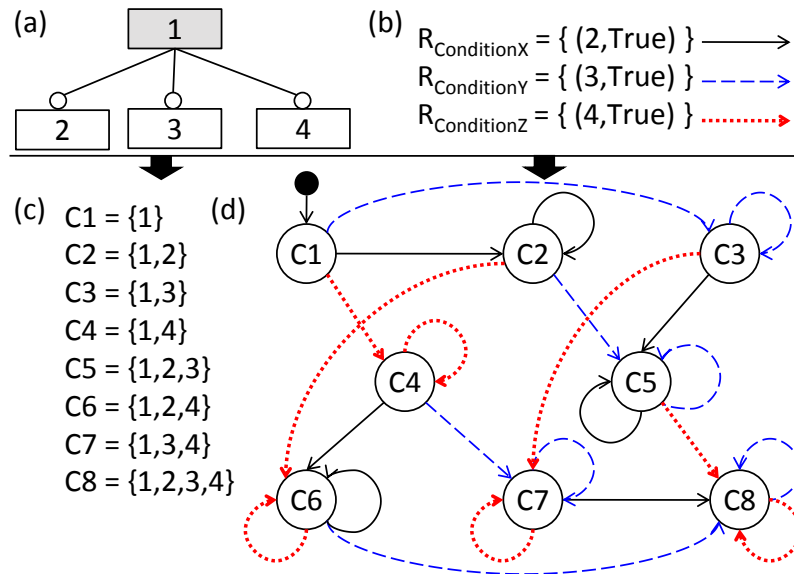 (a)
1
2 3 4
(b)
R_ConditionX = { (2,True) }
R_ConditionY = { (3,True) }
R_ConditionZ = { (4,True) }
(c)
C1 = {1}
C2 = {1,2}
C3 = {1,3}
C4 = {1,4}
C5 = {1,2,3}
C6 = {1,2,4}
C7 = {1,3,4}
C8 = {1,2,3,4}
(d)
C1 C2 C3
C4 C5
C6 C7 C8